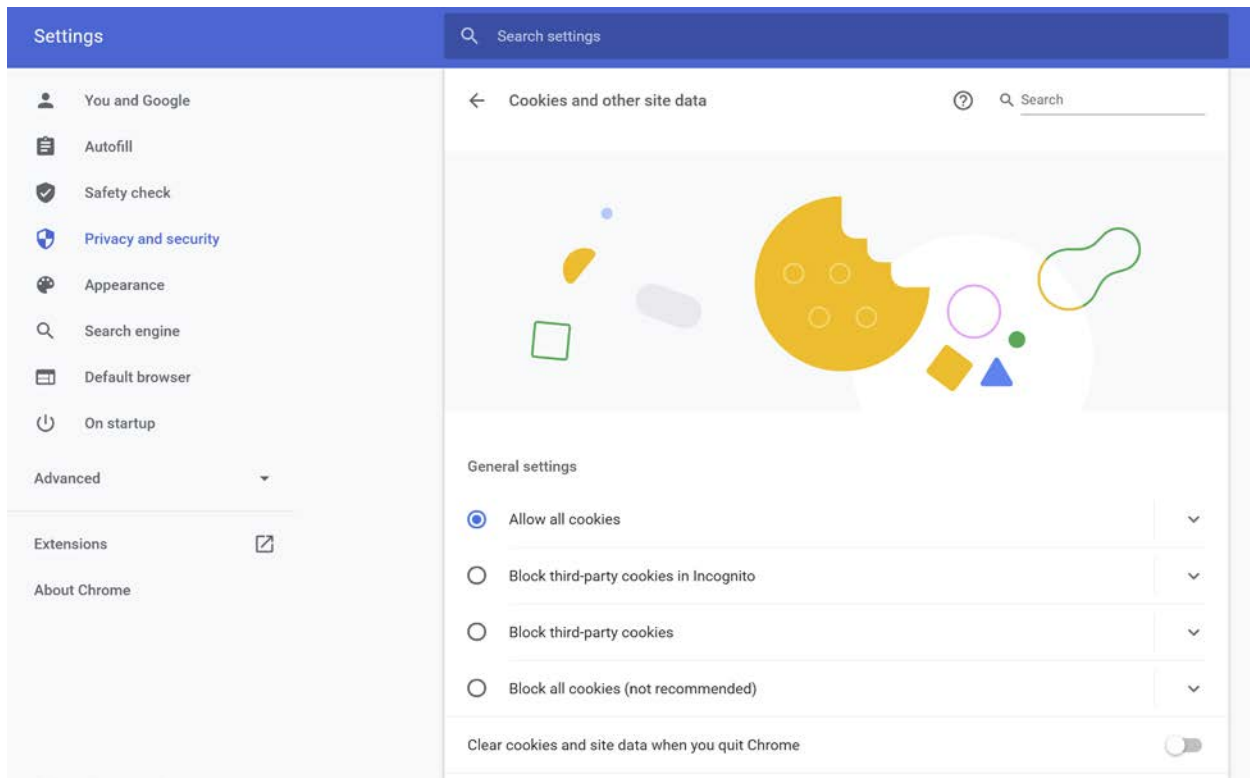 Settings
Search settings
You and Google
Autofill
Safety check
Privacy and security
Appearance
Search engine
Default browser
On startup
Advanced
Extensions
About Chrome
Cookies and other site data
Search
General settings
Allow all cookies
Block third-party cookies in Incognito
Block third-party cookies
Block all cookies (not recommended)
Clear cookies and site data when you quit Chrome